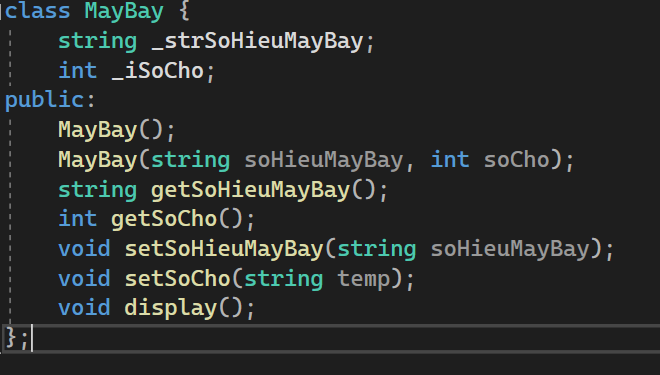 class MayBay {
    string _strSoHieuMayBay;
    int _iSoCho;
public:
    MayBay();
    MayBay(string soHieuMayBay, int soCho);
    string getSoHieuMayBay();
    int getSoCho();
    void setSoHieuMayBay(string soHieuMayBay);
    void setSoCho(string temp);
    void display();
};